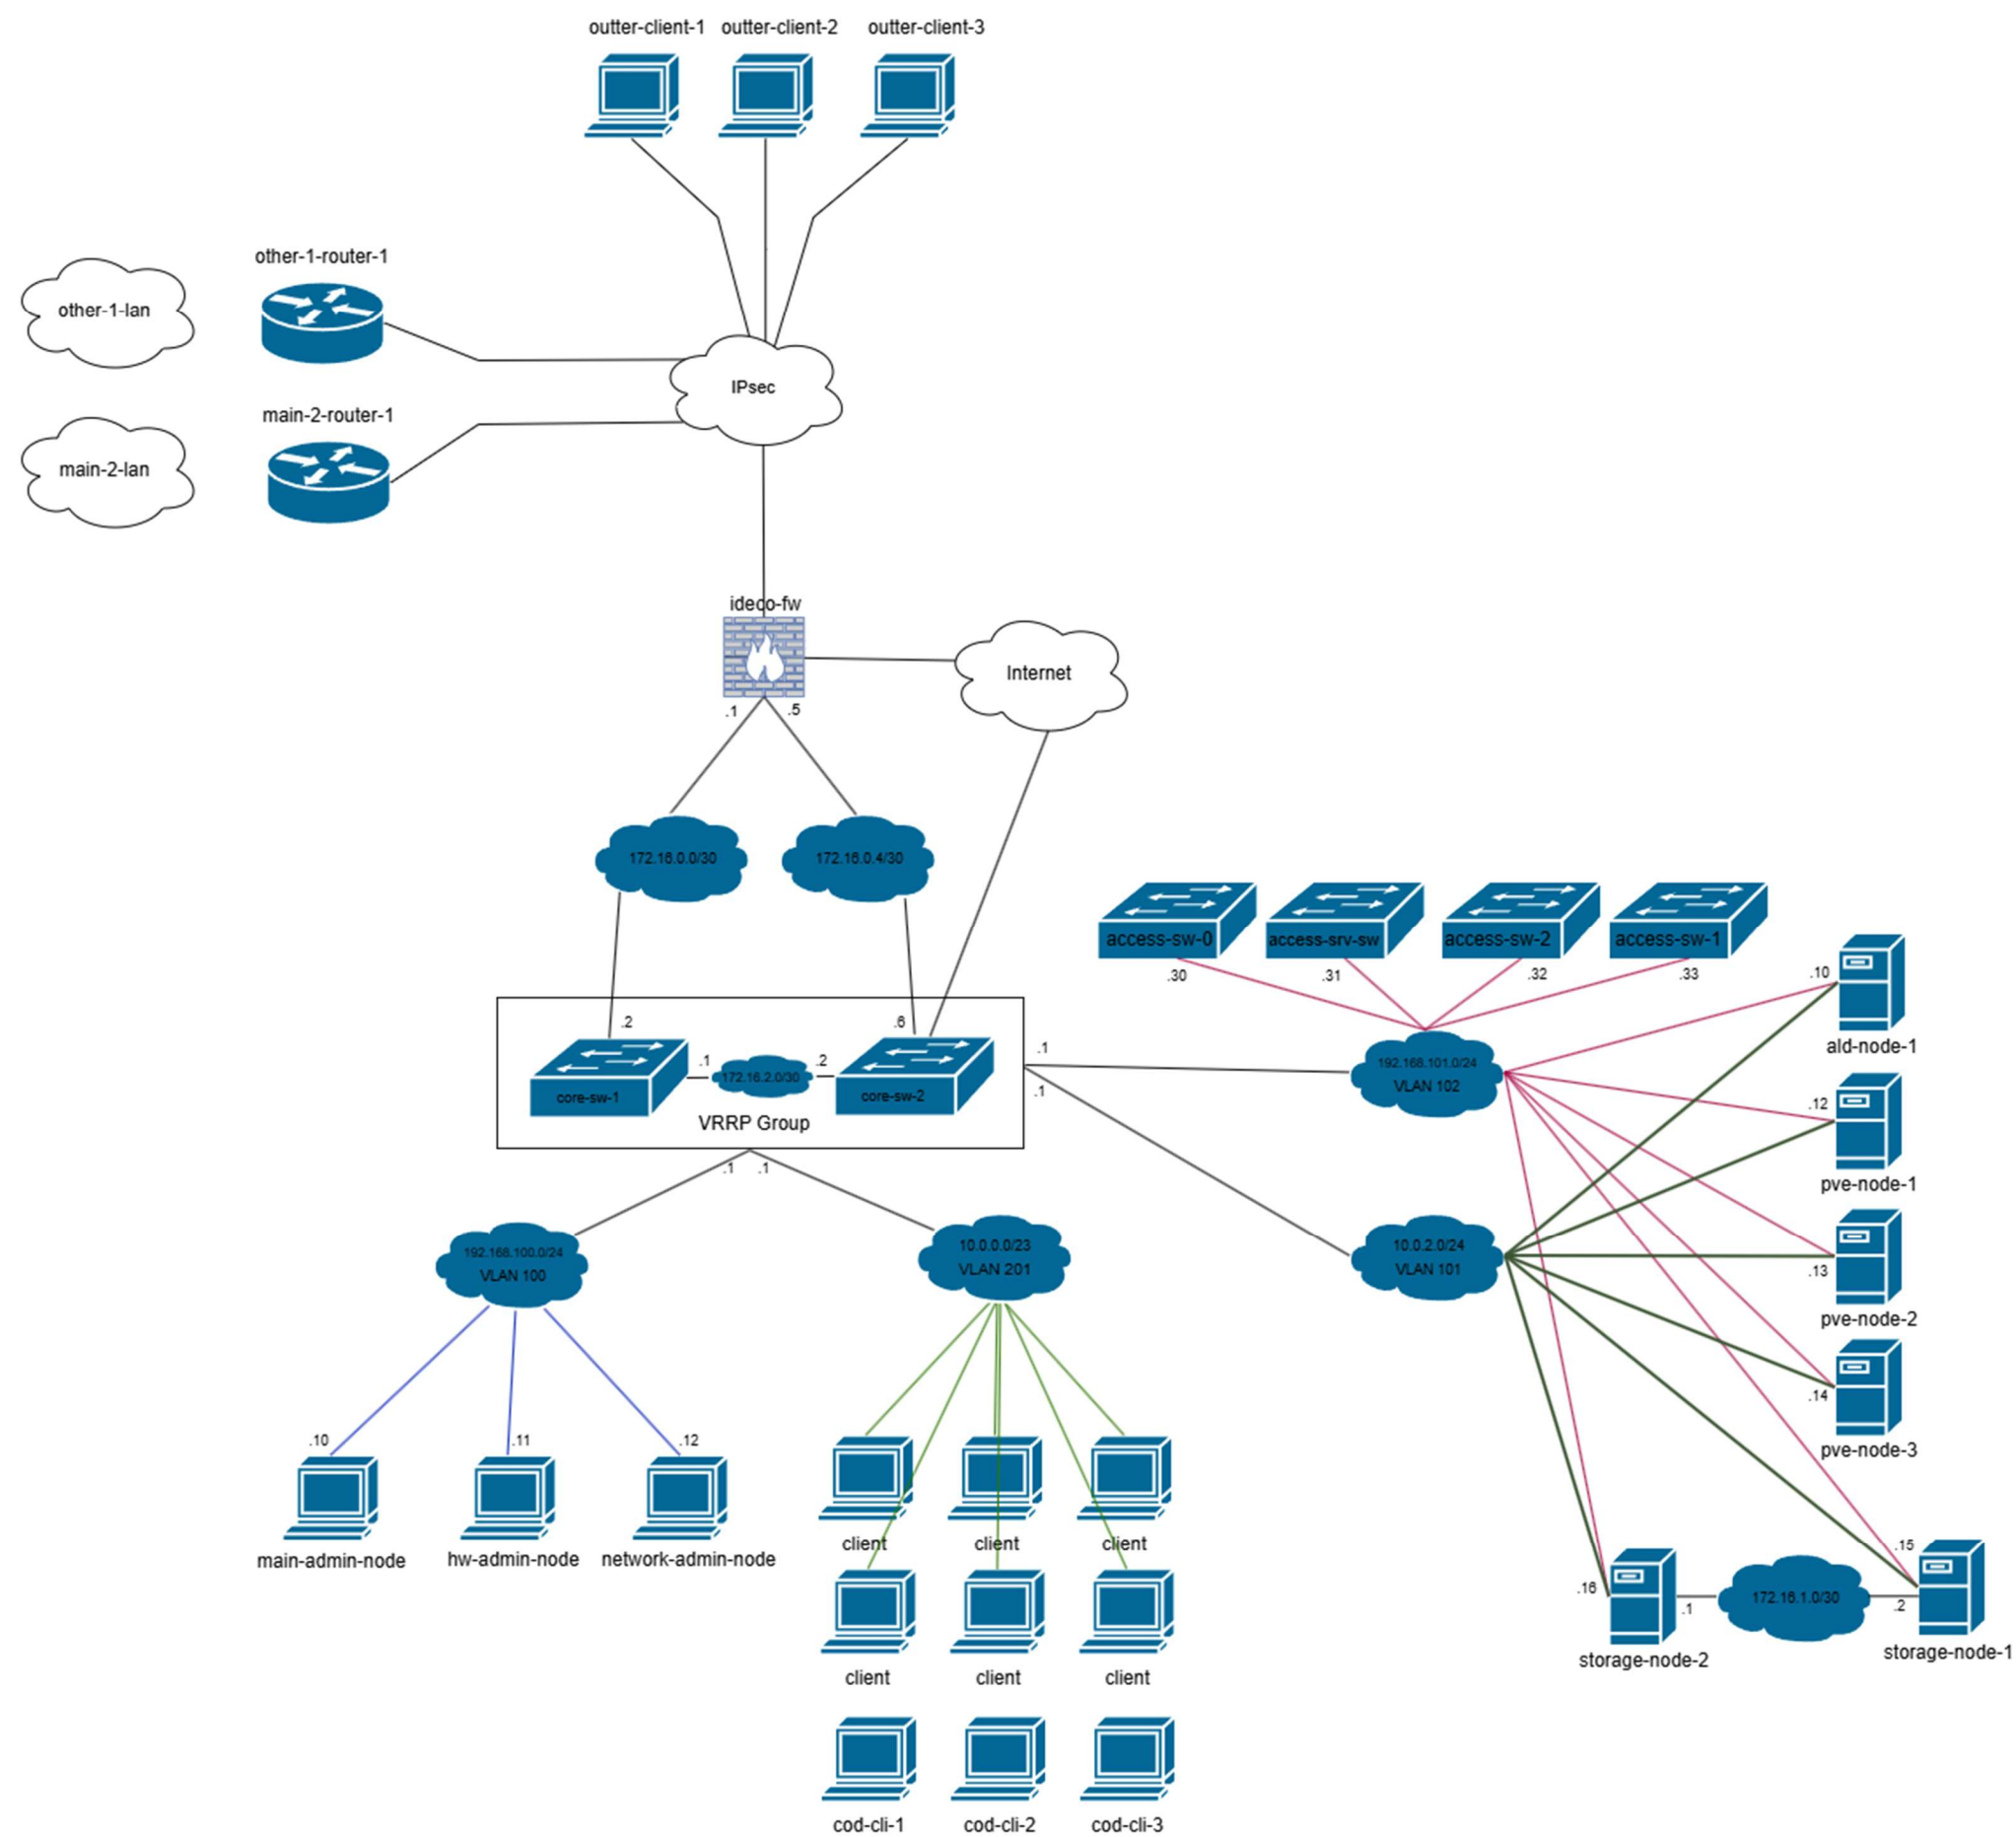 outter-client-1
outter-client-2
outter-client-3
other-1-router-1
other-1-lan
IPsec
main-2-router-1
main-2-lan
ideco-fw
Internet
.1
.5
172.16.0.0/30
172.16.0.4/30
access-sw-0
access-srv-sw
access-sw-2
access-sw-1
.30
.31
.32
.33
.10
ald-node-1
.2
.6
.1
172.16.2.0/30
.2
core-sw-1
core-sw-2
VRRP Group
.1
.1
192.168.101.0/24
VLAN 102
.12
pve-node-1
.1
.1
192.168.100.0/24
VLAN 100
10.0.0.0/23
VLAN 201
10.0.2.0/24
VLAN 101
.13
pve-node-2
.14
pve-node-3
.10
.11
.12
main-admin-node
hw-admin-node
network-admin-node
client
client
client
client
client
client
cod-cli-1
cod-cli-2
cod-cli-3
.16
.1
172.16.1.0/30
.2
.15
storage-node-2
storage-node-1